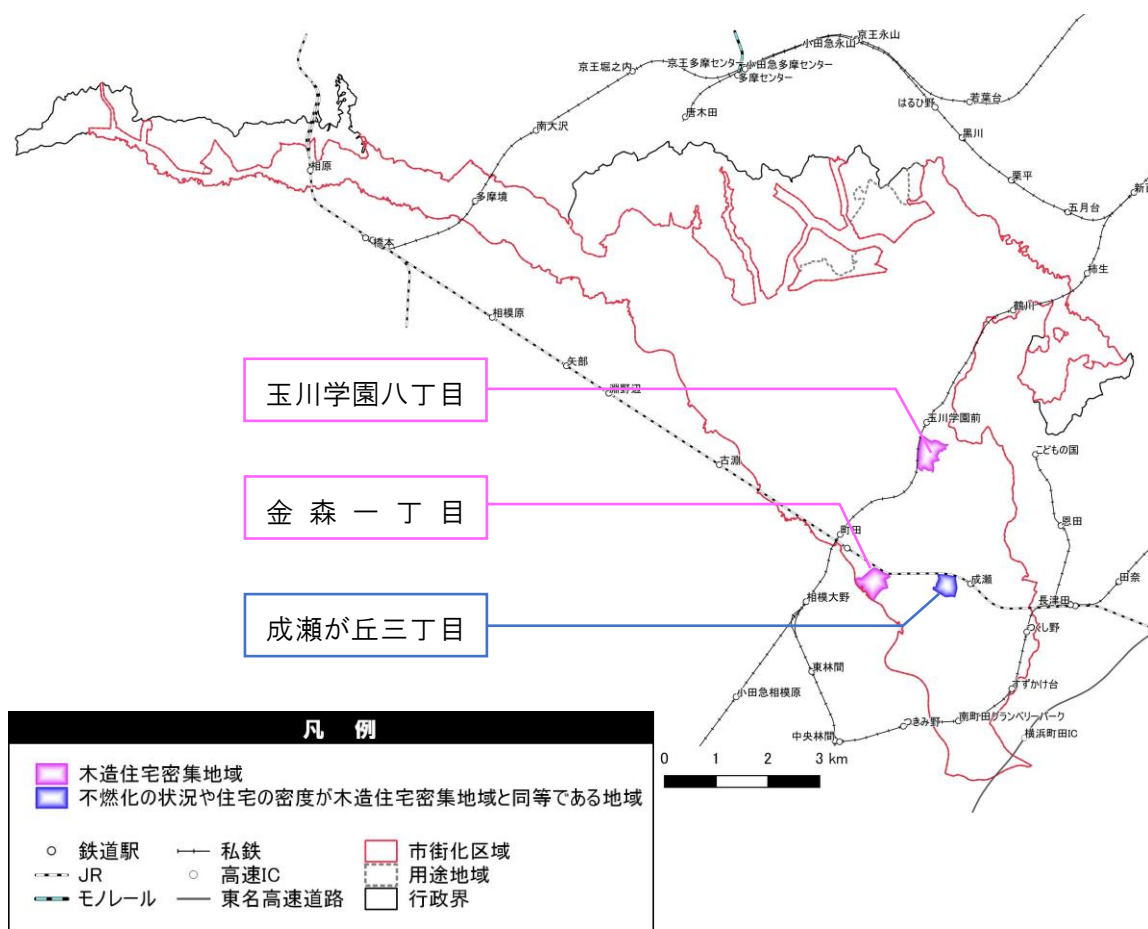 小田急永山
京王永山
京王堀之内
京王多摩センター
小田急多摩センター
多摩センター
若葉台
はるひ野
唐木田
南大沢
黒川
相原
栗平
多摩境
五月台
橋本
柿生
鶴川
相模原
矢部
玉川学園八丁目
淵野辺
玉川学園前
こどもの国
古淵
金森一丁目
恩田
町田
成瀬
田奈
相模大野
長津田
成瀬が丘三丁目
つくし野
東林間
すずかけ台
小田急相模原
つきみ野
南町田グランベリーパーク
中央林間
横浜町田IC
0 1 2 3 km
凡 例
木造住宅密集地域
不燃化の状況や住宅の密度が木造住宅密集地域と同等である地域
鉄道駅
私鉄
市街化区域
JR
高速IC
用途地域
モノレール
東名高速道路
行政界